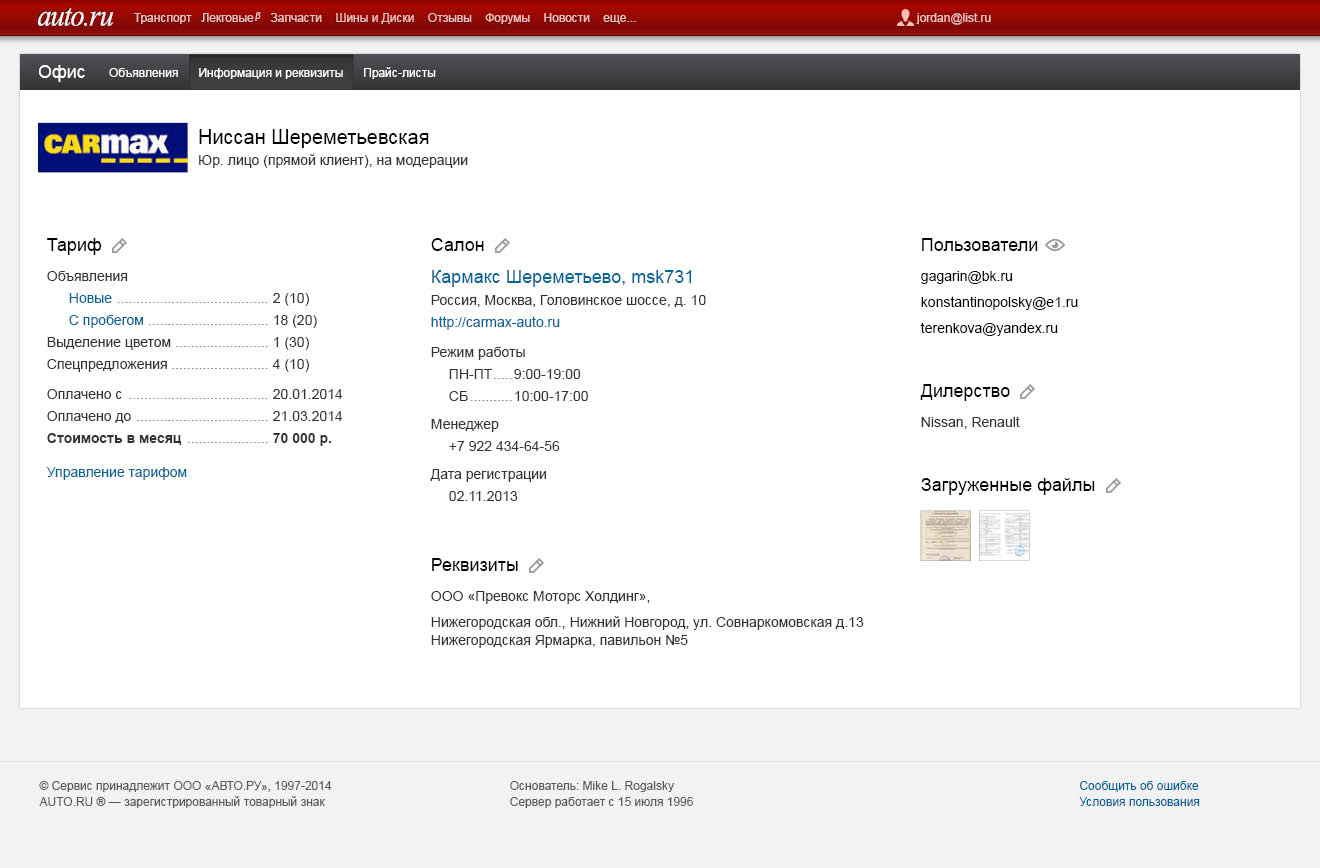 auto.ru Транспорт Легковые β Запчасти Шины и Диски Отзывы Форумы Новости еще... jordan@list.ru
Офис Объявления Информация и реквизиты Прайс-листы
CARmax
Ниссан Шереметьевская
Юр. лицо (прямой клиент), на модерации
Тариф
Объявления
Новые 2 (10)
С пробегом 18 (20)
Выделение цветом 1 (30)
Спецпредложения 4 (10)
Оплачено с 20.01.2014
Оплачено до 21.03.2014
Стоимость в месяц 70 000 р.
Управление тарифом
Салон
Кармакс Шереметьево, msk731
Россия, Москва, Головинское шоссе, д. 10
http://carmax-auto.ru
Режим работы
ПН-ПТ.....9:00-19:00
СБ...........10:00-17:00
Менеджер
+7 922 434-64-56
Дата регистрации
02.11.2013
Реквизиты
ООО «Превокс Моторс Холдинг»,
Нижегородская обл., Нижний Новгород, ул. Совнаркомовская д.13
Нижегородская Ярмарка, павильон №5
Пользователи
gagarin@bk.ru
konstantinopolsky@e1.ru
terenkova@yandex.ru
Дилерство
Nissan, Renault
Загруженные файлы
© Сервис принадлежит ООО «АВТО.РУ», 1997-2014
AUTO.RU ® — зарегистрированный товарный знак
Основатель: Mike L. Rogalsky
Сервер работает с 15 июля 1996
Сообщить об ошибке
Условия пользования